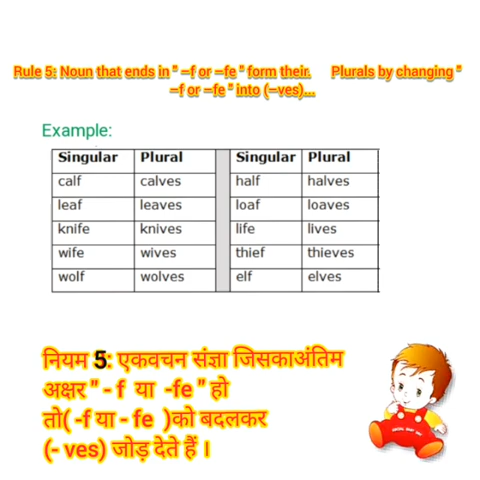 Rule 5: Noun that ends in " –f or –fe " form their. Plurals by changing "
–f or –fe " into (–ves)...
Example:
Singular Plural Singular Plural
calf calves half halves
leaf leaves loaf loaves
knife knives life lives
wife wives thief thieves
wolf wolves elf elves
नियम 5: एकवचन संज्ञा जिसकाअंतिम
अक्षर " - f या -fe " हो
तो( -f या - fe )को बदलकर
(- ves) जोड़ देते हैं ।